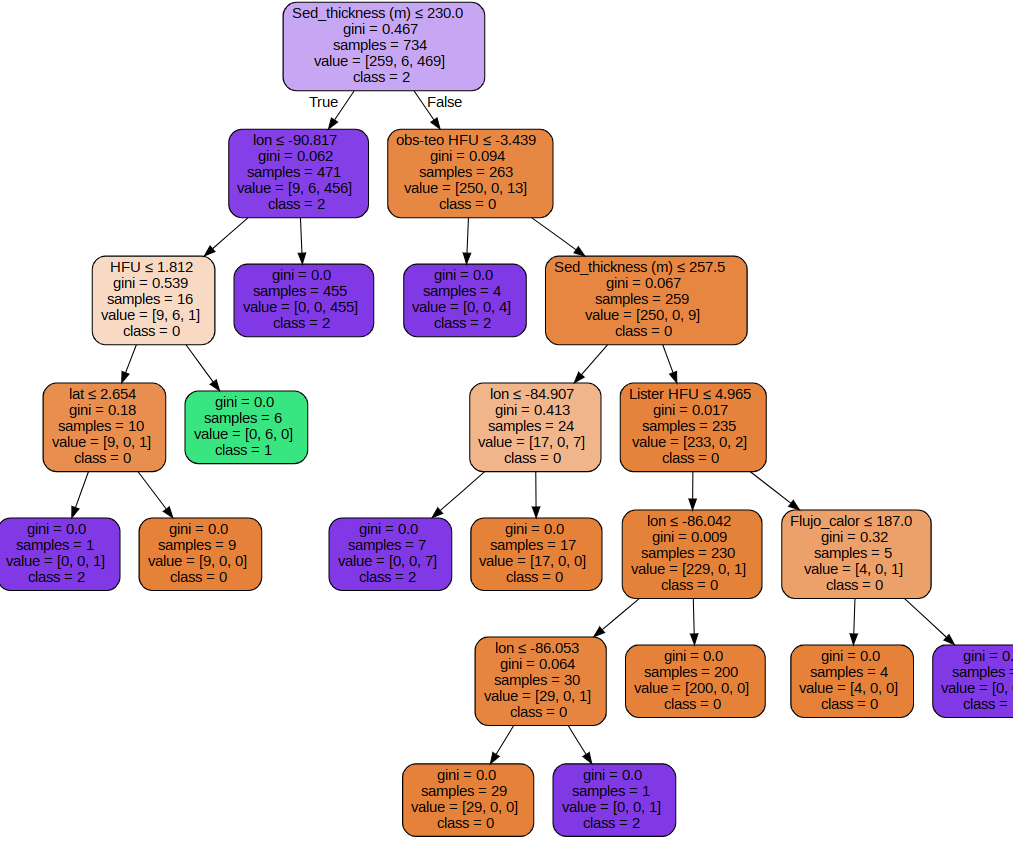 Sed_thickness (m) ≤ 230.0
gini = 0.467
samples = 734
value = [259, 6, 469]
class = 2
True
False
lon ≤ -90.817
gini = 0.062
samples = 471
value = [9, 6, 456]
class = 2
obs-teo HFU ≤ -3.439
gini = 0.094
samples = 263
value = [250, 0, 13]
class = 0
HFU ≤ 1.812
gini = 0.539
samples = 16
value = [9, 6, 1]
class = 0
gini = 0.0
samples = 455
value = [0, 0, 455]
class = 2
gini = 0.0
samples = 4
value = [0, 0, 4]
class = 2
Sed_thickness (m) ≤ 257.5
gini = 0.067
samples = 259
value = [250, 0, 9]
class = 0
lat ≤ 2.654
gini = 0.18
samples = 10
value = [9, 0, 1]
class = 0
gini = 0.0
samples = 6
value = [0, 6, 0]
class = 1
lon ≤ -84.907
gini = 0.413
samples = 24
value = [17, 0, 7]
class = 0
Lister HFU ≤ 4.965
gini = 0.017
samples = 235
value = [233, 0, 2]
class = 0
gini = 0.0
samples = 1
value = [0, 0, 1]
class = 2
gini = 0.0
samples = 9
value = [9, 0, 0]
class = 0
gini = 0.0
samples = 7
value = [0, 0, 7]
class = 2
gini = 0.0
samples = 17
value = [17, 0, 0]
class = 0
lon ≤ -86.042
gini = 0.009
samples = 230
value = [229, 0, 1]
class = 0
Flujo_calor ≤ 187.0
gini = 0.32
samples = 5
value = [4, 0, 1]
class = 0
lon ≤ -86.053
gini = 0.064
samples = 30
value = [29, 0, 1]
class = 0
gini = 0.0
samples = 200
value = [200, 0, 0]
class = 0
gini = 0.0
samples = 4
value = [4, 0, 0]
class = 0
gini = 0.
samples =
value = [0,
class =
gini = 0.0
samples = 29
value = [29, 0, 0]
class = 0
gini = 0.0
samples = 1
value = [0, 0, 1]
class = 2